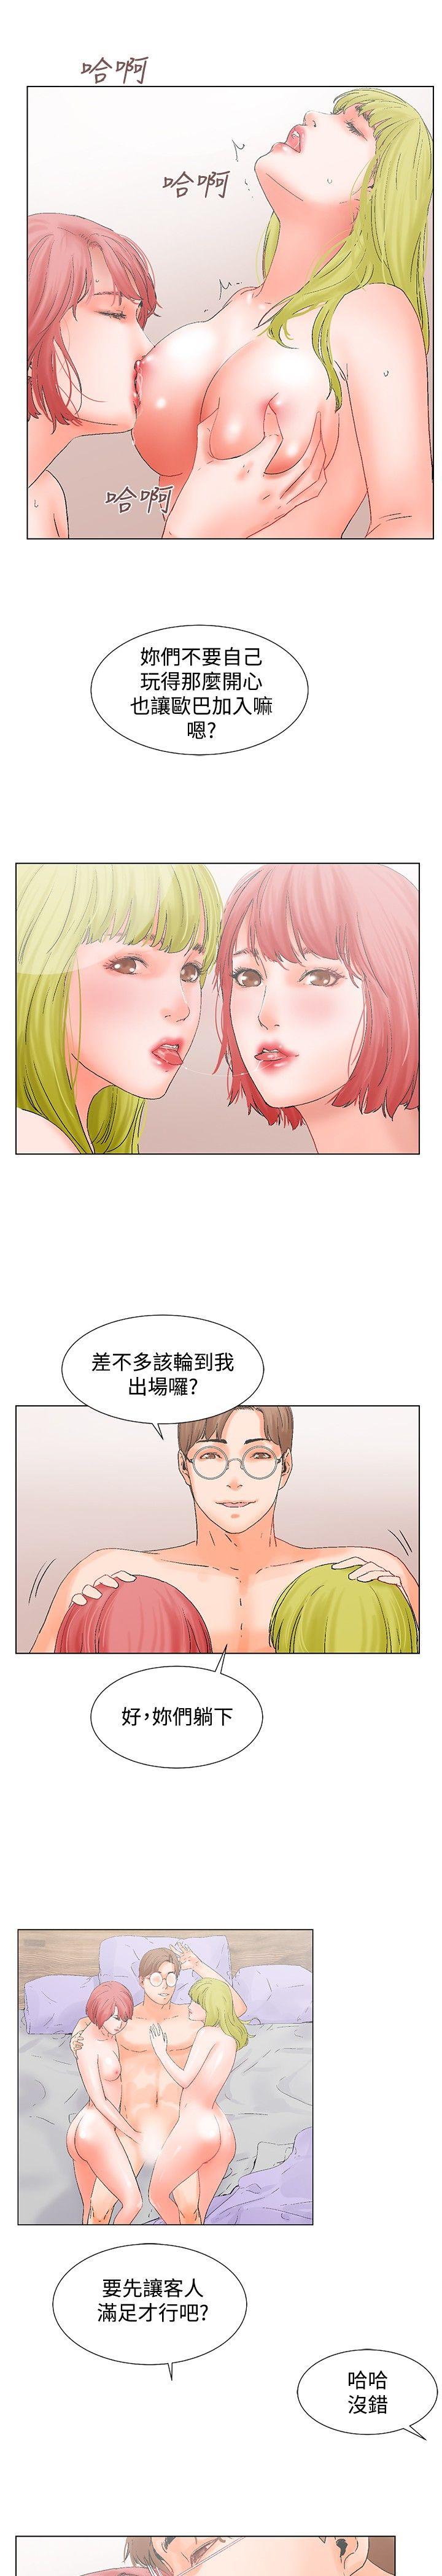 哈啊
哈啊
哈啊
妳們不要自己
玩得那麼開心
也讓歐巴加入嘛
嗯?
差不多該輪到我
出場囉?
好,妳們躺下
要先讓客人
滿足才行吧?
哈哈
沒錯